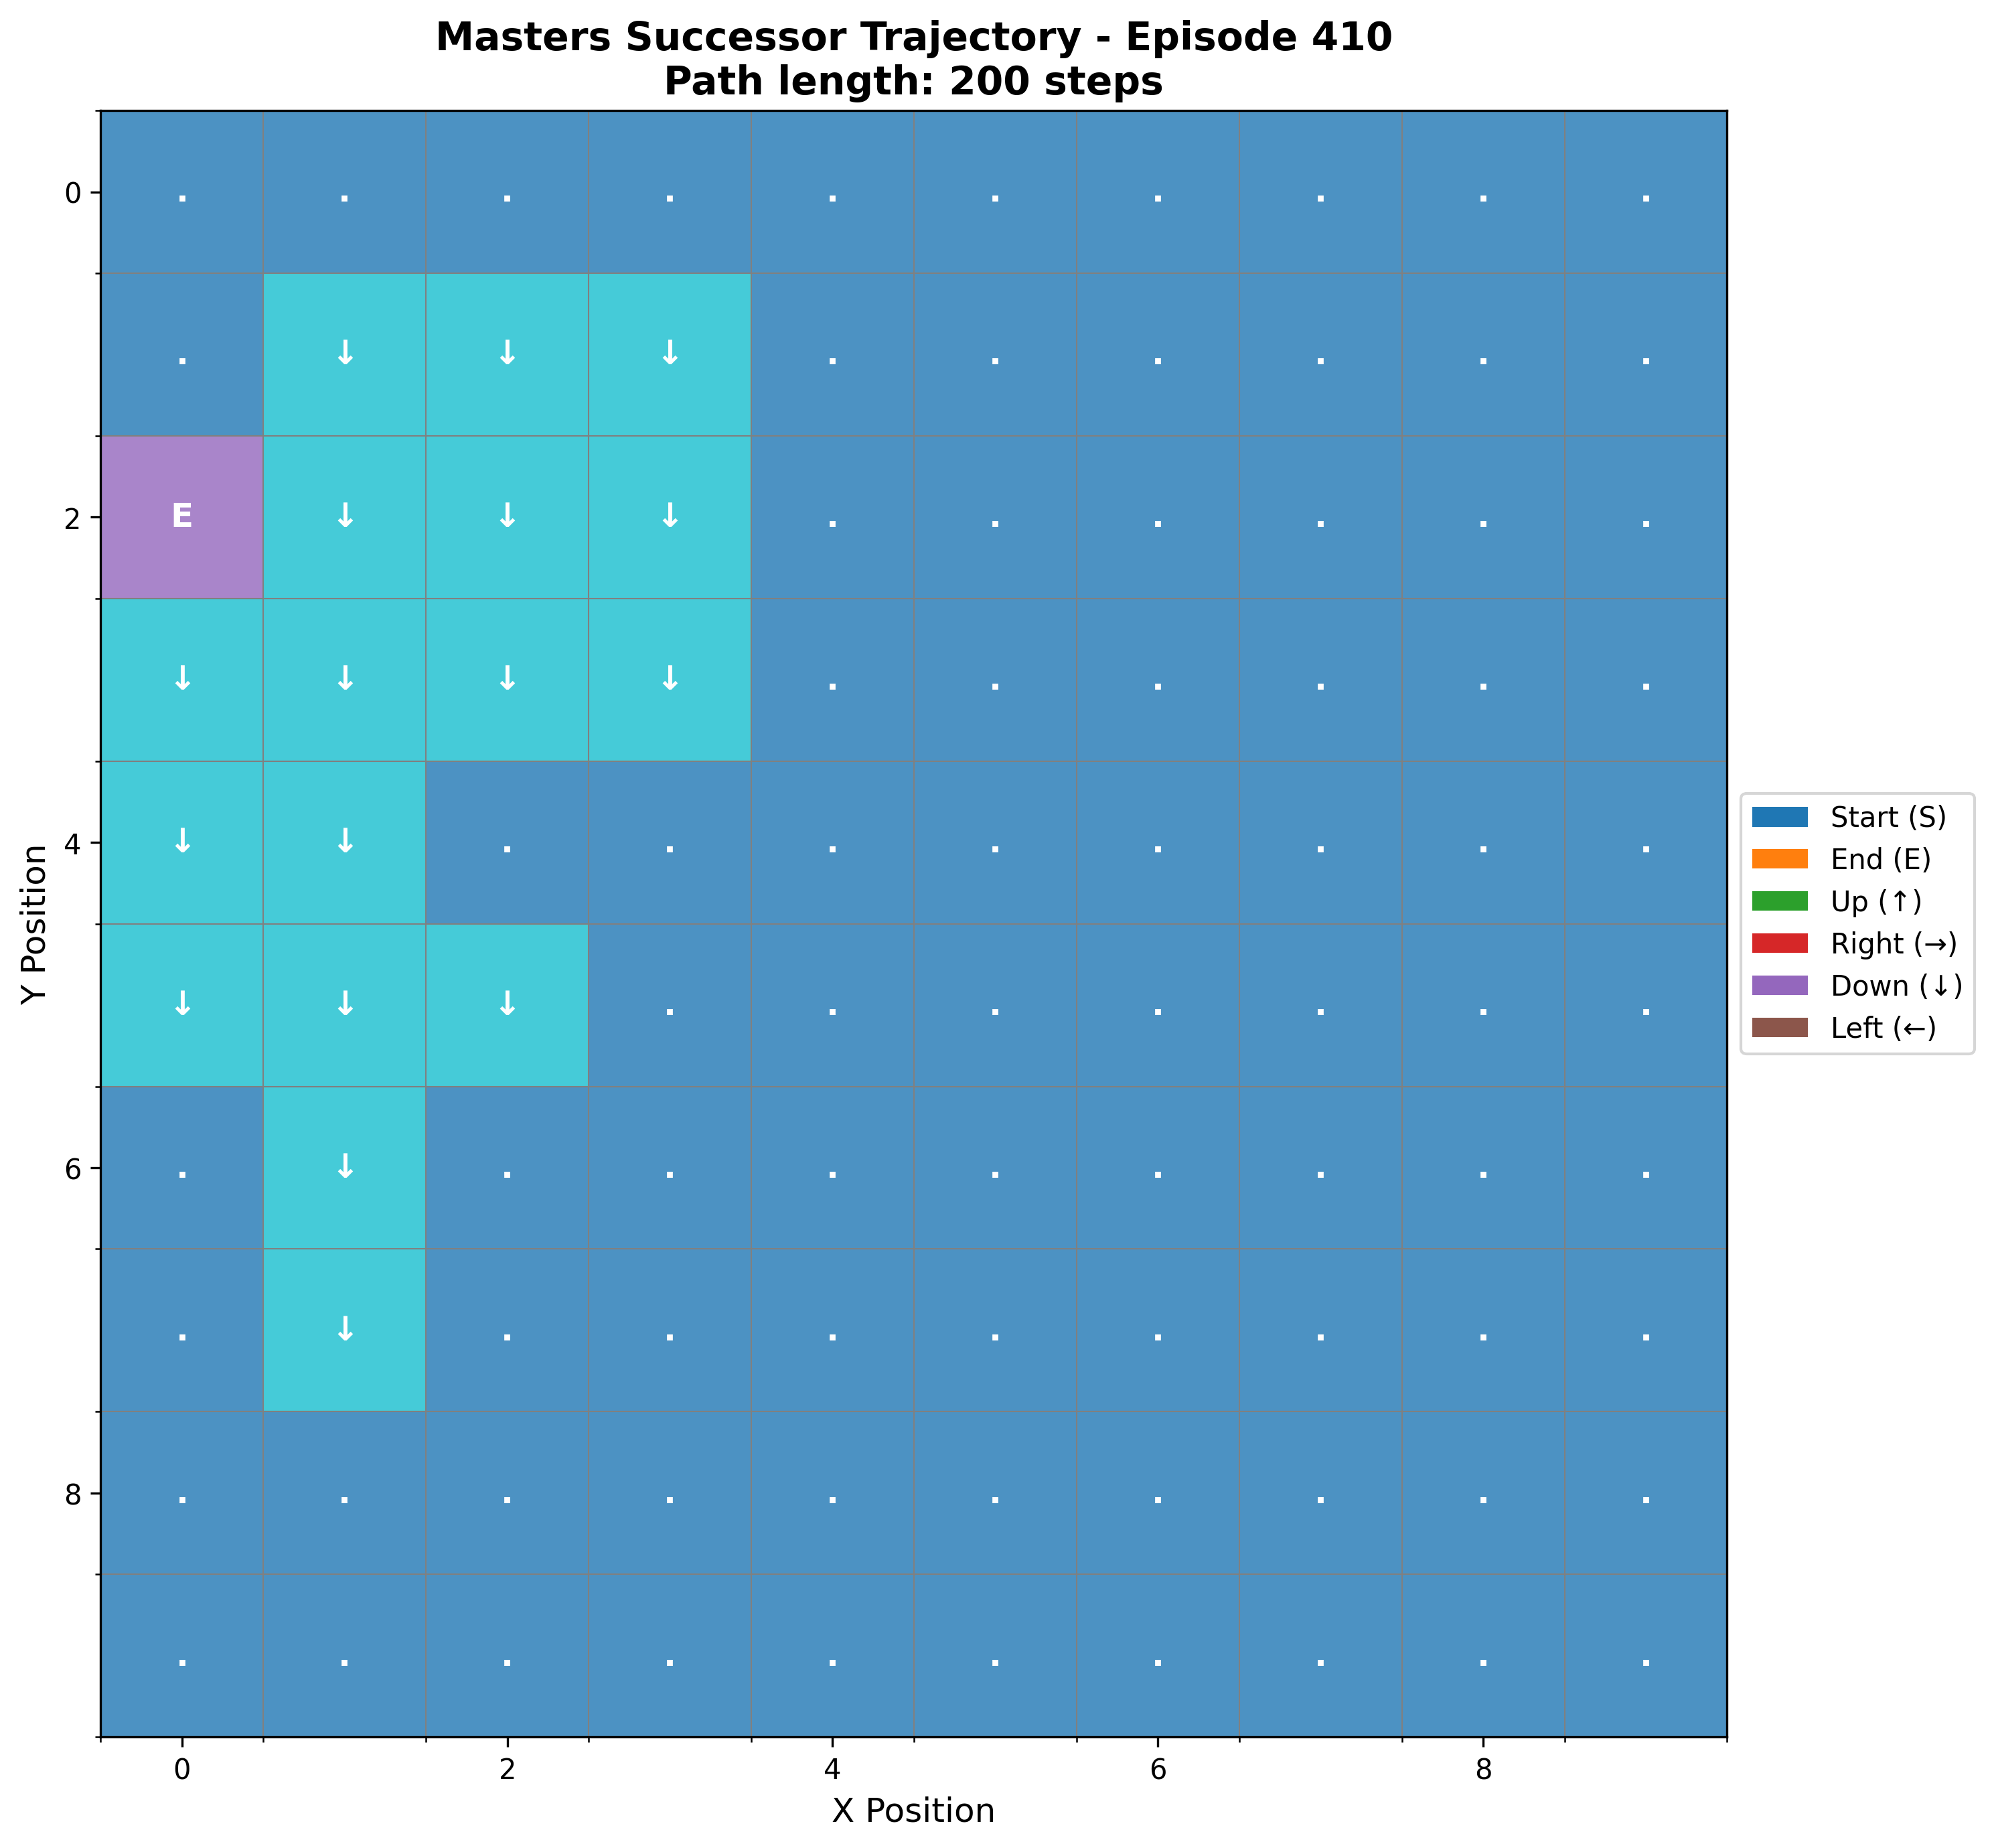 Masters Successor Trajectory - Episode 410
Path length: 200 steps
0 . . . . . . . . . .
. ↓ ↓ ↓ . . . . . .
2 E ↓ ↓ ↓ . . . . . .
↓ ↓ ↓ ↓ . . . . . .
4 ↓ ↓ . . . . . . . .
↓ ↓ ↓ . . . . . . .
6 . ↓ . . . . . . . .
. ↓ . . . . . . . .
8 . . . . . . . . . .
. . . . . . . . . .
0 2 4 6 8
X Position
Y Position
Start (S)
End (E)
Up (↑)
Right (→)
Down (↓)
Left (←)